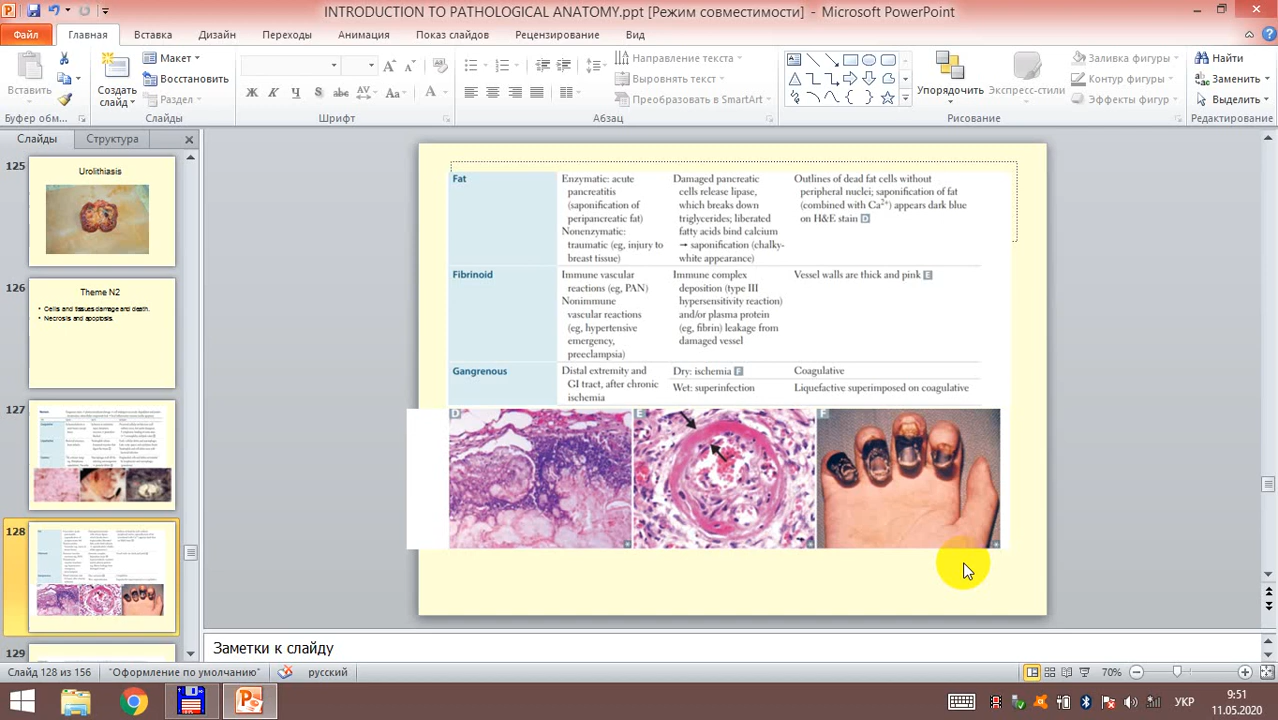 INTRODUCTION TO PATHOLOGICAL ANATOMY.ppt [Режим совместимости] - Microsoft PowerPoint
Файл Главная Вставка Дизайн Переходы Анимация Показ слайдов Рецензирование Вид
Вставить
Буфер обм...
Создать слайд
Макет
Восстановить
Раздел
Слайды
Ж К Ч S abc AV Aa A
Шрифт
Направление текста
Выровнять текст
Преобразовать в SmartArt
Абзац
Упорядочить
Экспресс-стили
Заливка фигуры
Контур фигуры
Эффекты фигур
Рисование
Найти
Заменить
Выделить
Редактирование
Слайды Структура
125
Urolithiasis
126
Theme N2
• Cells and tissues damage and death.
• Necrosis and apoptosis.
127
128
129
Fat
Enzymatic: acute
pancreatitis
(saponification of
peripancreatic fat)
Nonenzymatic:
traumatic (eg, injury to
breast tissue)
Damaged pancreatic
cells release lipase,
which breaks down
triglycerides; liberated
fatty acids bind calcium
→ saponification (chalky-
white appearance)
Outlines of dead fat cells without
peripheral nuclei; saponification of fat
(combined with Ca2+) appears dark blue
on H&E stain D
Fibrinoid
Immune vascular
reactions (eg, PAN)
Nonimmune
vascular reactions
(eg, hypertensive
emergency,
preeclampsia)
Immune complex
deposition (type III
hypersensitivity reaction)
and/or plasma protein
(eg, fibrin) leakage from
damaged vessel
Vessel walls are thick and pink E
Gangrenous
Distal extremity and
GI tract, after chronic
ischemia
Dry: ischemia F
Coagulative
Wet: superinfection
Liquefactive superimposed on coagulative
D
E
F
Заметки к слайду
Слайд 128 из 156 "Оформление по умолчанию" русский 70%
УКР
9:51
11.05.2020